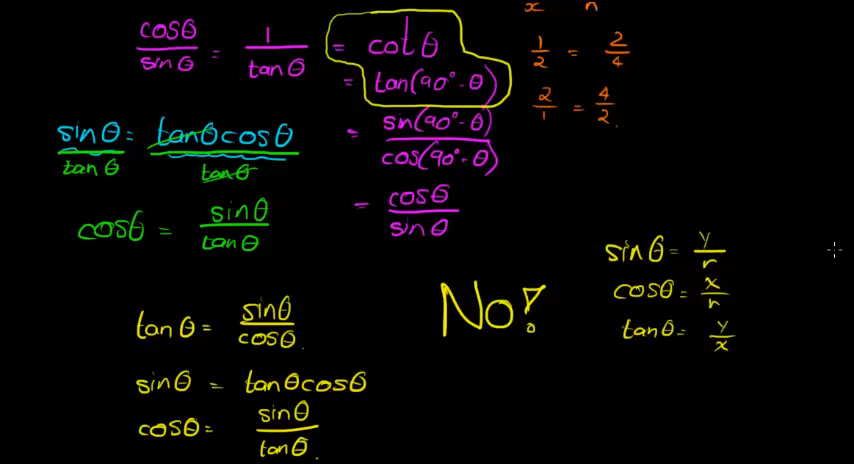 cosθ/sinθ = 1/tanθ = cotθ
= tan(90°-θ)
= sin(90°-θ)/cos(90°-θ)
= cosθ/sinθ
x n
1/2 = 2/4
2/1 = 4/2.
sinθ/tanθ = tanθcosθ/tanθ
cosθ = sinθ/tanθ
tanθ = sinθ/cosθ.
sinθ = tanθcosθ
cosθ = sinθ/tanθ.
No!
sinθ = y/r
cosθ = x/r
tanθ = y/x